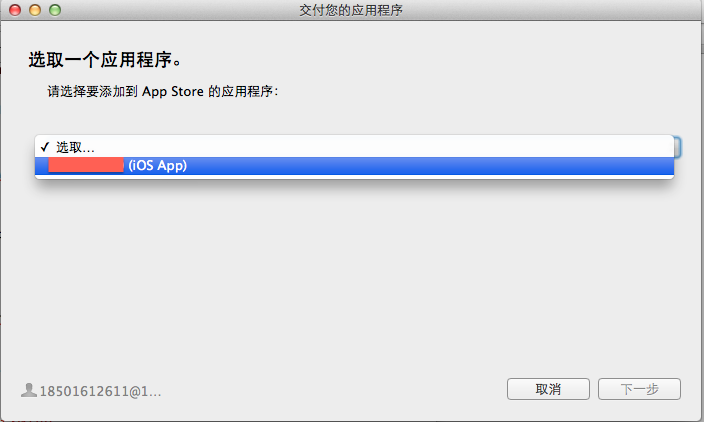 交付您的应用程序
选取一个应用程序。
请选择要添加到 App Store 的应用程序:
✓ 选取...
(iOS App)
18501612611@1...
取消
下一步